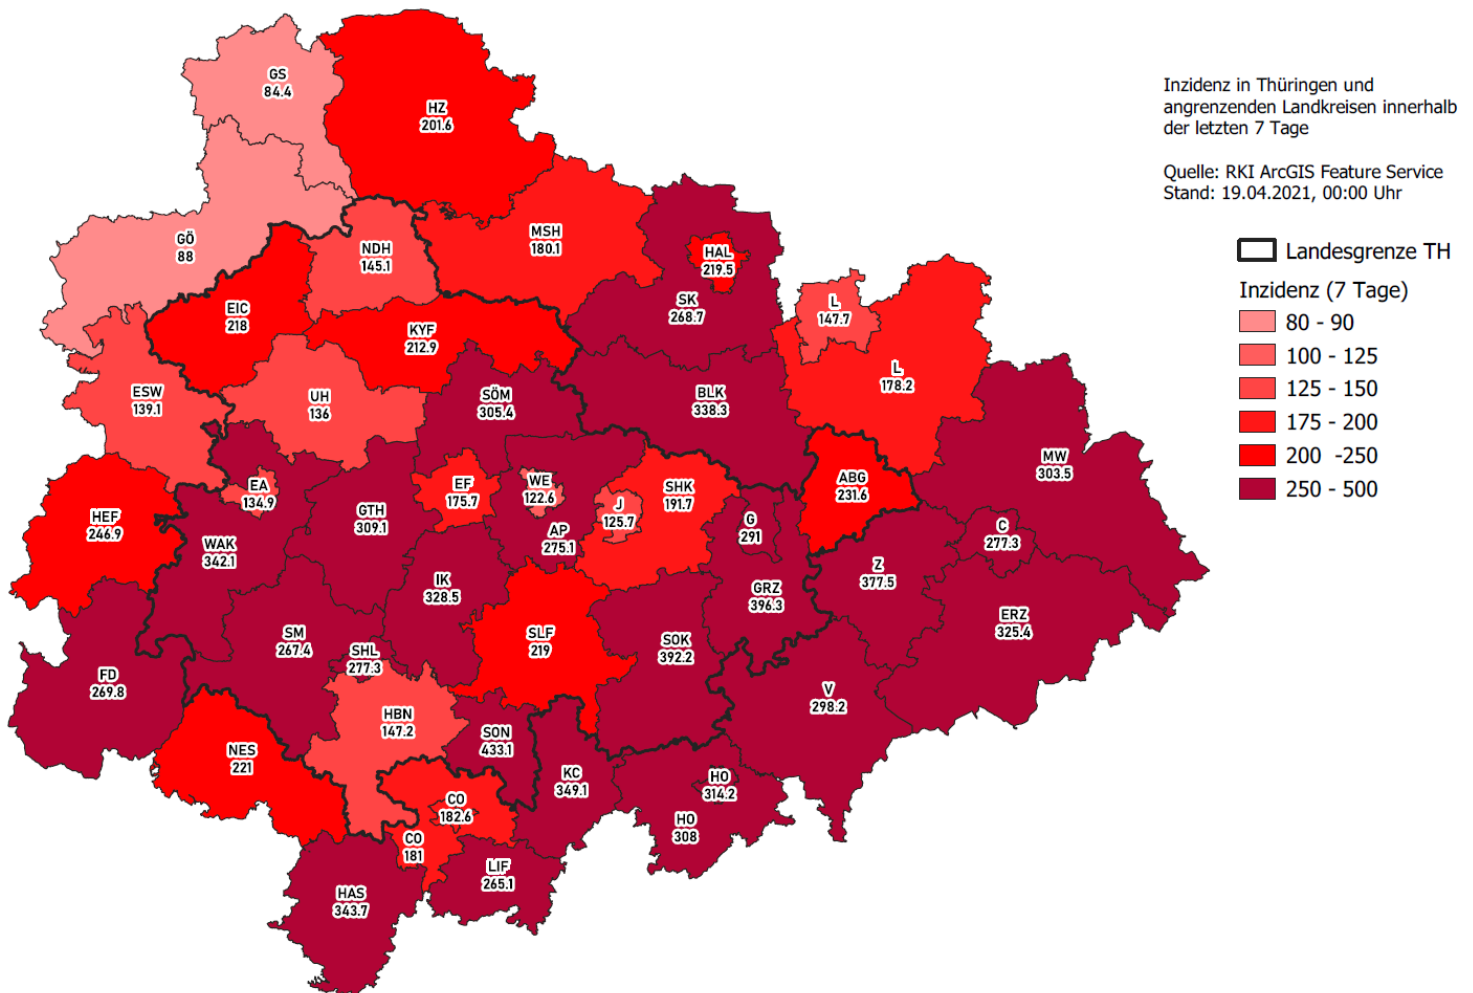 Inzidenz in Thüringen und
angrenzenden Landkreisen innerhalb
der letzten 7 Tage
Quelle: RKI ArcGIS Feature Service
Stand: 19.04.2021, 00:00 Uhr
Landesgrenze TH
Inzidenz (7 Tage)
80 - 90
100 - 125
125 - 150
175 - 200
200 -250
250 - 500
GS
84.4
HZ
201.6
GÖ
88
NDH
145.1
MSH
180.1
HAL
219.5
SK
268.7
L
147.7
L
178.2
EIC
218
KYF
212.9
ESW
139.1
UH
136
SÖM
305.4
BLK
338.3
MW
303.5
ABG
231.6
EA
134.9
EF
175.7
WE
122.6
J
125.7
SHK
191.7
HEF
246.9
GTH
309.1
G
291
C
277.3
WAK
342.1
AP
275.1
IK
328.5
GRZ
396.3
Z
377.5
ERZ
325.4
SM
267.4
SHL
277.3
SLF
219
SOK
392.2
FD
269.8
V
298.2
HBN
147.2
SON
433.1
NES
221
KC
349.1
HO
314.2
HO
308
CO
182.6
CO
181
LIF
265.1
HAS
343.7